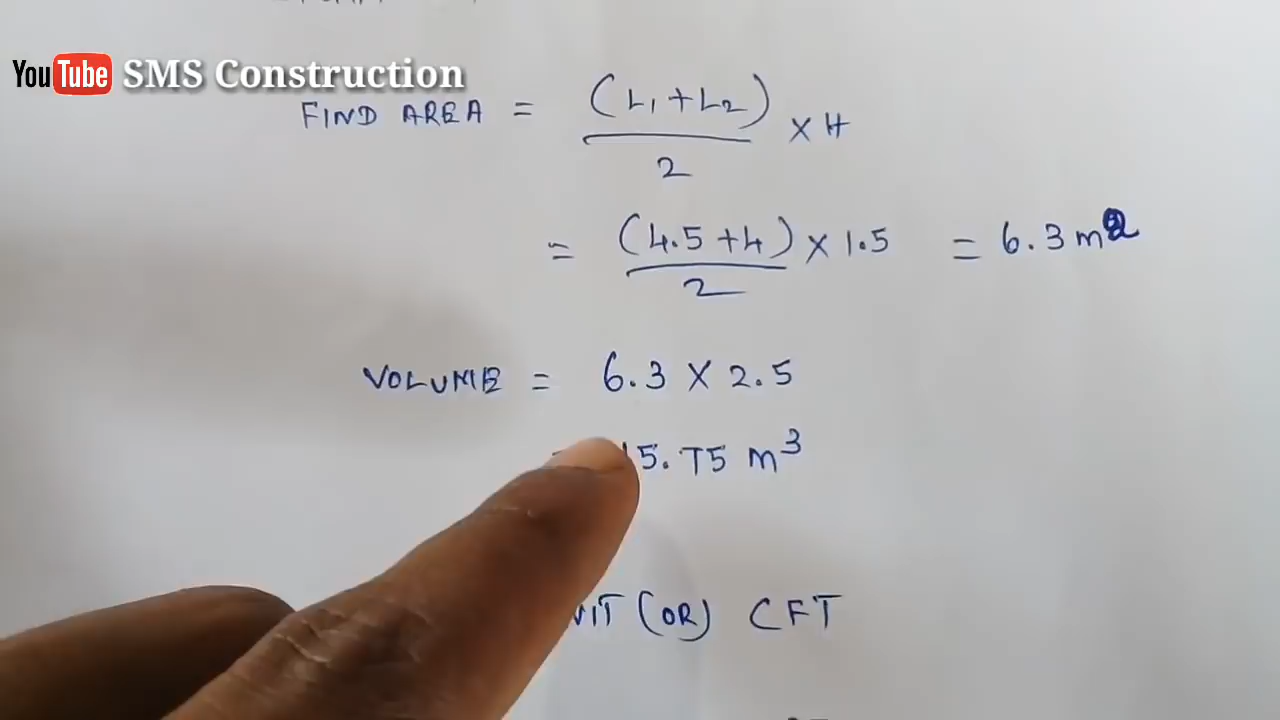 YouTube SMS Construction
FIND AREA = (L1+L2)/2 × H
= (4.5+4)/2 × 1.5 = 6.3 m2
VOLUME = 6.3 × 2.5
15.75 m³
(OR) CFT